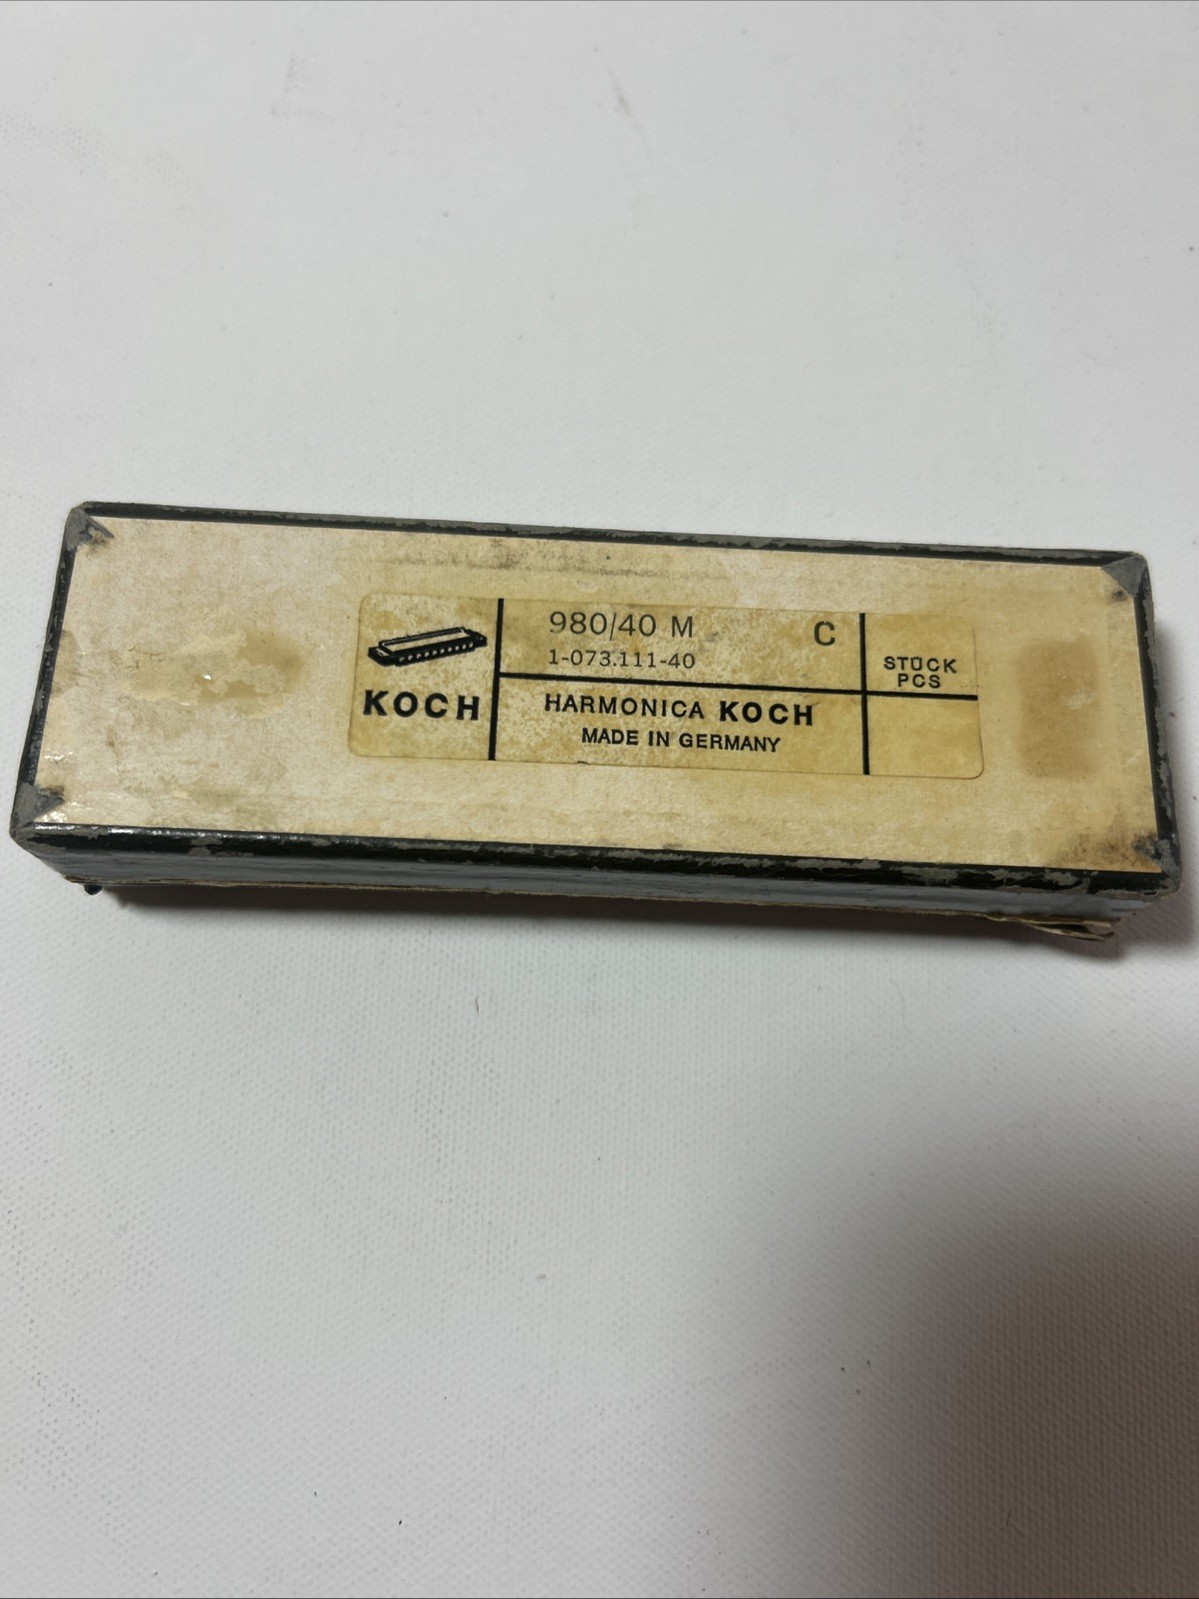 KOCH
980/40 M C
1-073.111-40
HARMONICA KOCH
MADE IN GERMANY
STÜCK
PCS